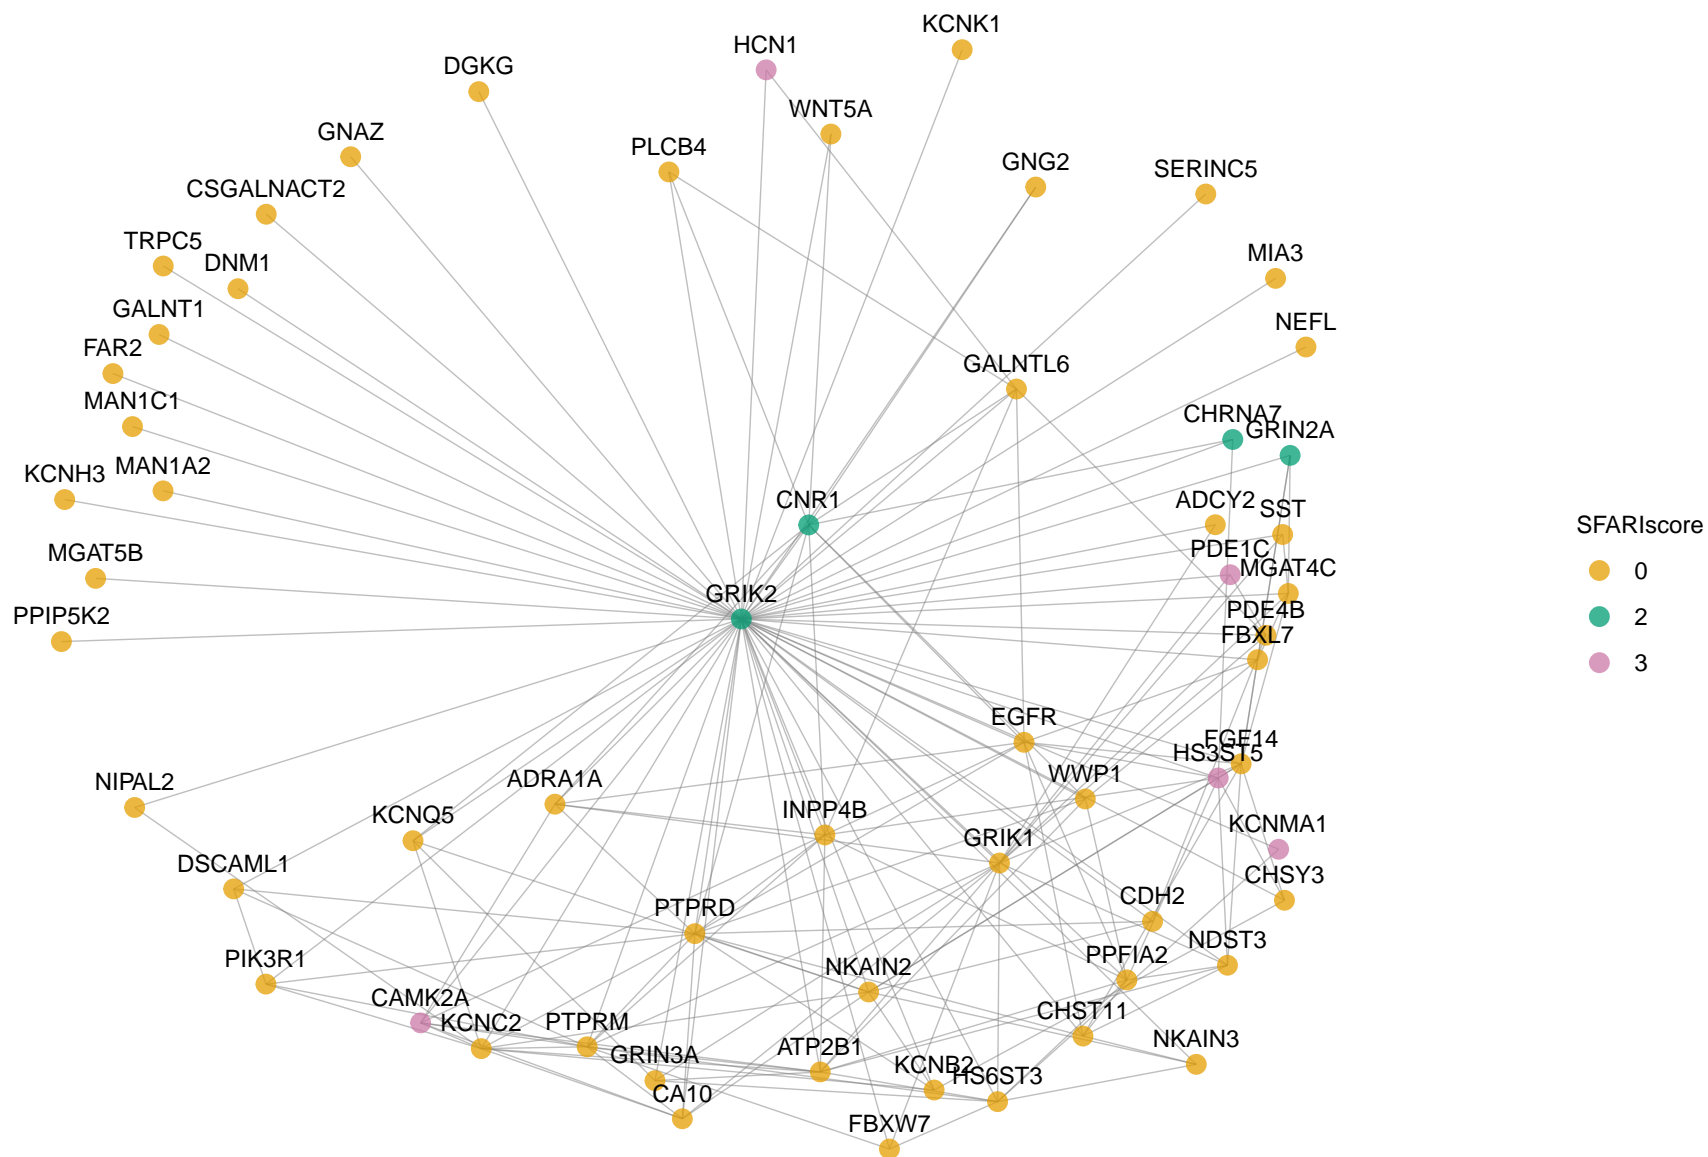 KCNK1
HCN1
DGKG
WNT5A
GNAZ
PLCB4
GNG2
SERINC5
CSGALNACT2
TRPC5
DNM1
MIA3
GALNT1
NEFL
FAR2
GALNTL6
MAN1C1
CHRNA7
GRIN2A
KCNH3
MAN1A2
CNR1
ADCY2
SST
PDE1C
MGAT5B
MGAT4C
GRIK2
PDE4B
PPIP5K2
FBXL7
SFARIscore
0
2
3
EGFR
FGF14
HS3ST5
NIPAL2
ADRA1A
WWP1
KCNQ5
INPP4B
KCNMA1
GRIK1
DSCAML1
CHSY3
CDH2
PTPRD
NDST3
PIK3R1
PPFIA2
NKAIN2
CAMK2A
KCNC2
PTPRM
CHST11
NKAIN3
GRIN3A
ATP2B1
KCNB2
HS6ST3
CA10
FBXW7